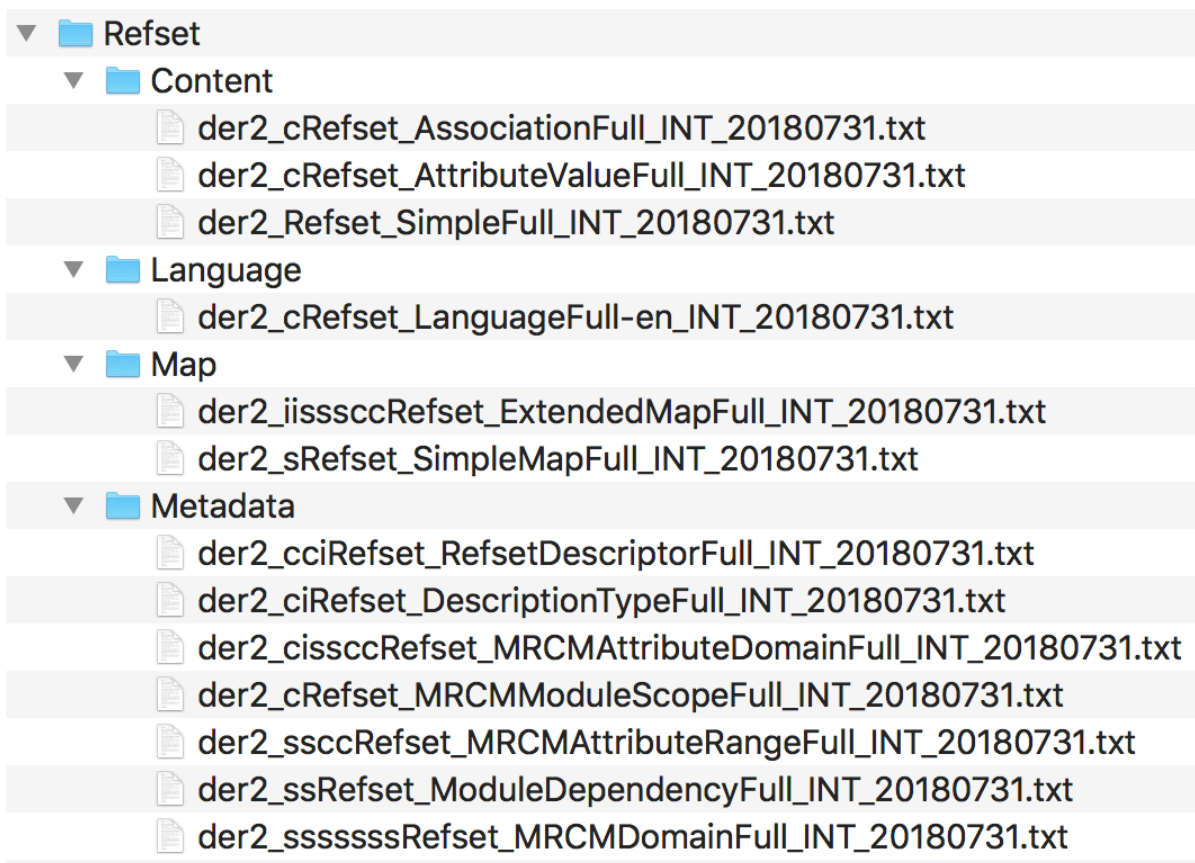 Refset
Content
der2_cRefset_AssociationFull_INT_20180731.txt
der2_cRefset_AttributeValueFull_INT_20180731.txt
der2_Refset_SimpleFull_INT_20180731.txt
Language
der2_cRefset_LanguageFull-en_INT_20180731.txt
Map
der2_iisssccRefset_ExtendedMapFull_INT_20180731.txt
der2_sRefset_SimpleMapFull_INT_20180731.txt
Metadata
der2_cciRefset_RefsetDescriptorFull_INT_20180731.txt
der2_ciRefset_DescriptionTypeFull_INT_20180731.txt
der2_cissccRefset_MRCMAttributeDomainFull_INT_20180731.txt
der2_cRefset_MRCMModuleScopeFull_INT_20180731.txt
der2_ssccRefset_MRCMAttributeRangeFull_INT_20180731.txt
der2_ssRefset_ModuleDependencyFull_INT_20180731.txt
der2_sssssssRefset_MRCMDomainFull_INT_20180731.txt